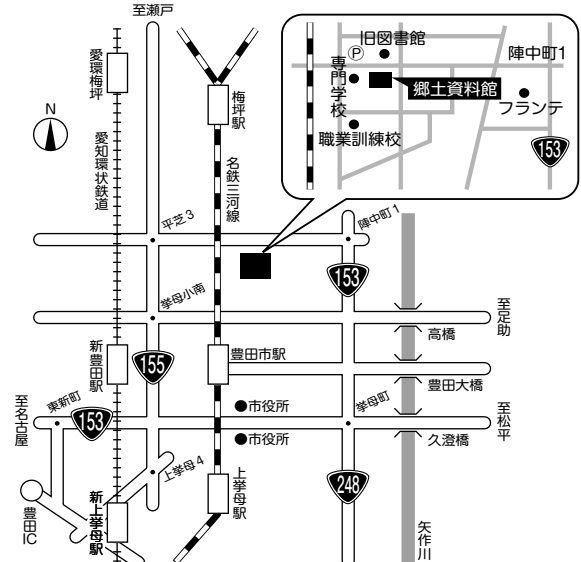 至瀬戸
愛環梅坪
N
愛知環状鉄道
梅坪駅
名鉄三河線
旧図書館
P
陣中町1
専門学校
郷土資料館
フランテ
職業訓練校
153
平芝3
陣中町1
153
挙母小南
至足助
高橋
新豊田駅
155
豊田市駅
豊田大橋
至名古屋
東新町
153
●市役所
挙母町
至松平
●市役所
久澄橋
上挙母4
上挙母駅
248
豊田IC
新上挙母駅
矢作川